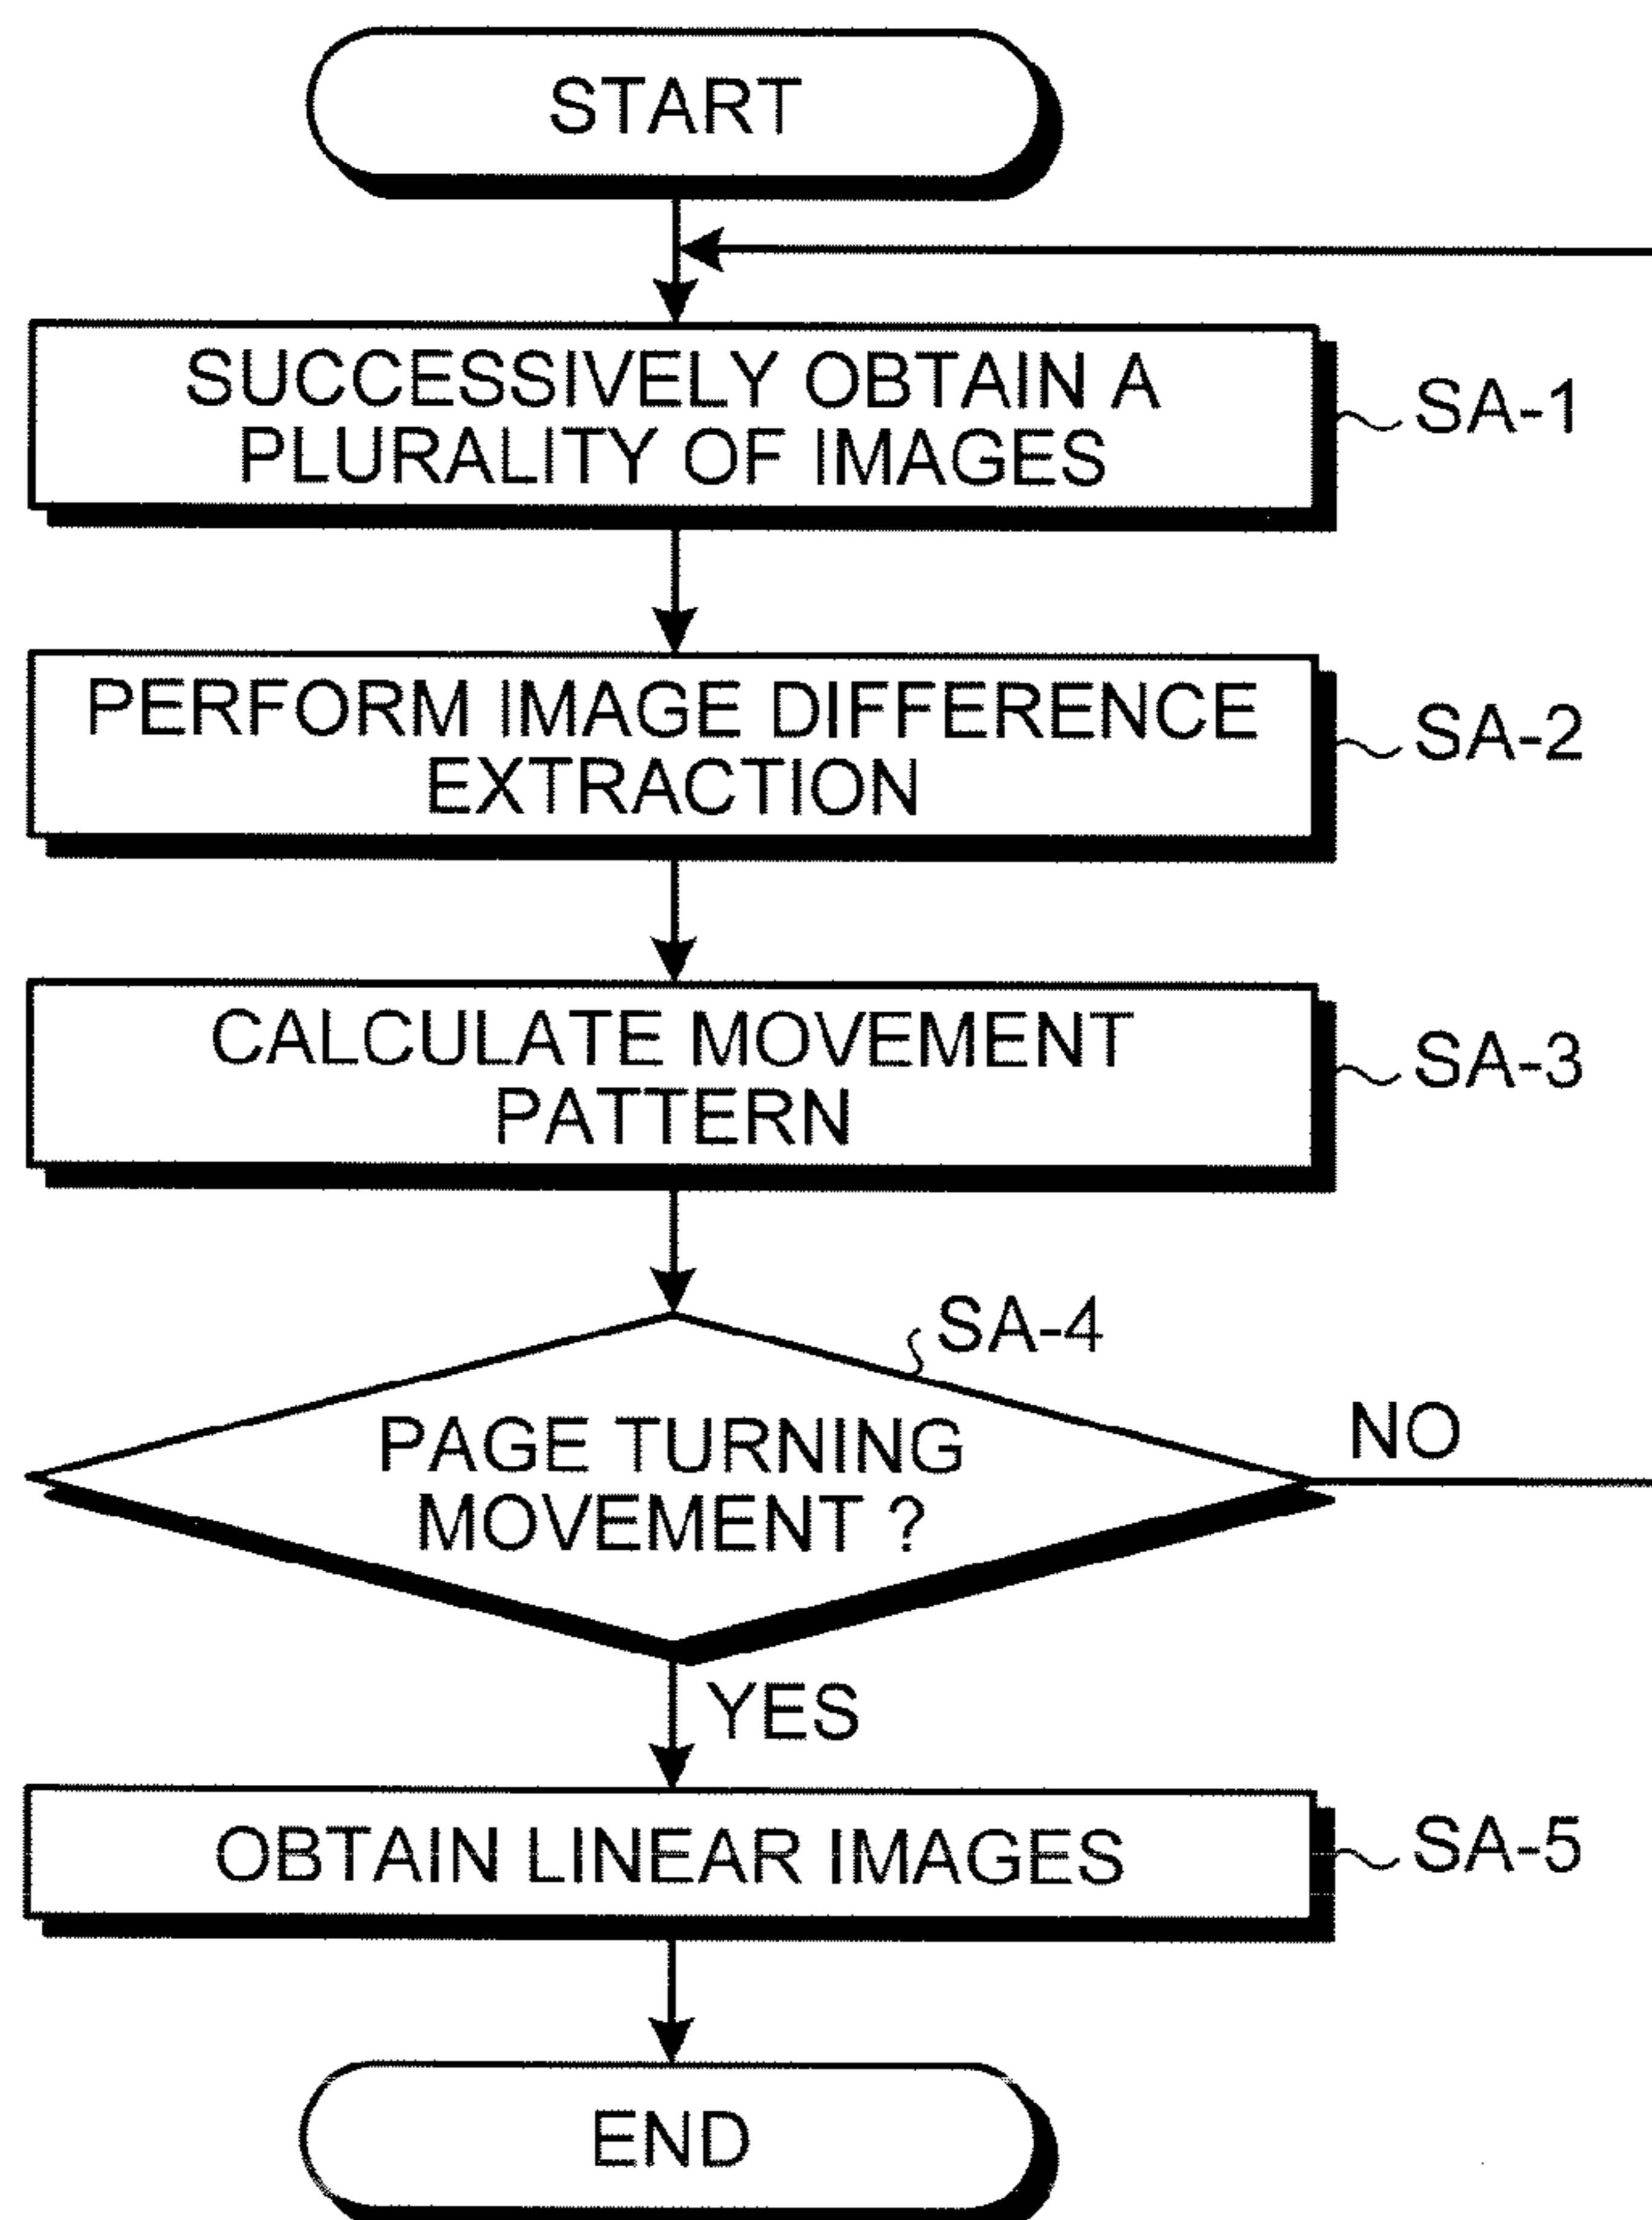 START
SUCCESSIVELY OBTAIN A
PLURALITY OF IMAGES
SA-1
PERFORM IMAGE DIFFERENCE
EXTRACTION
SA-2
CALCULATE MOVEMENT
PATTERN
SA-3
SA-4
PAGE TURNING
MOVEMENT ?
NO
YES
OBTAIN LINEAR IMAGES
SA-5
END